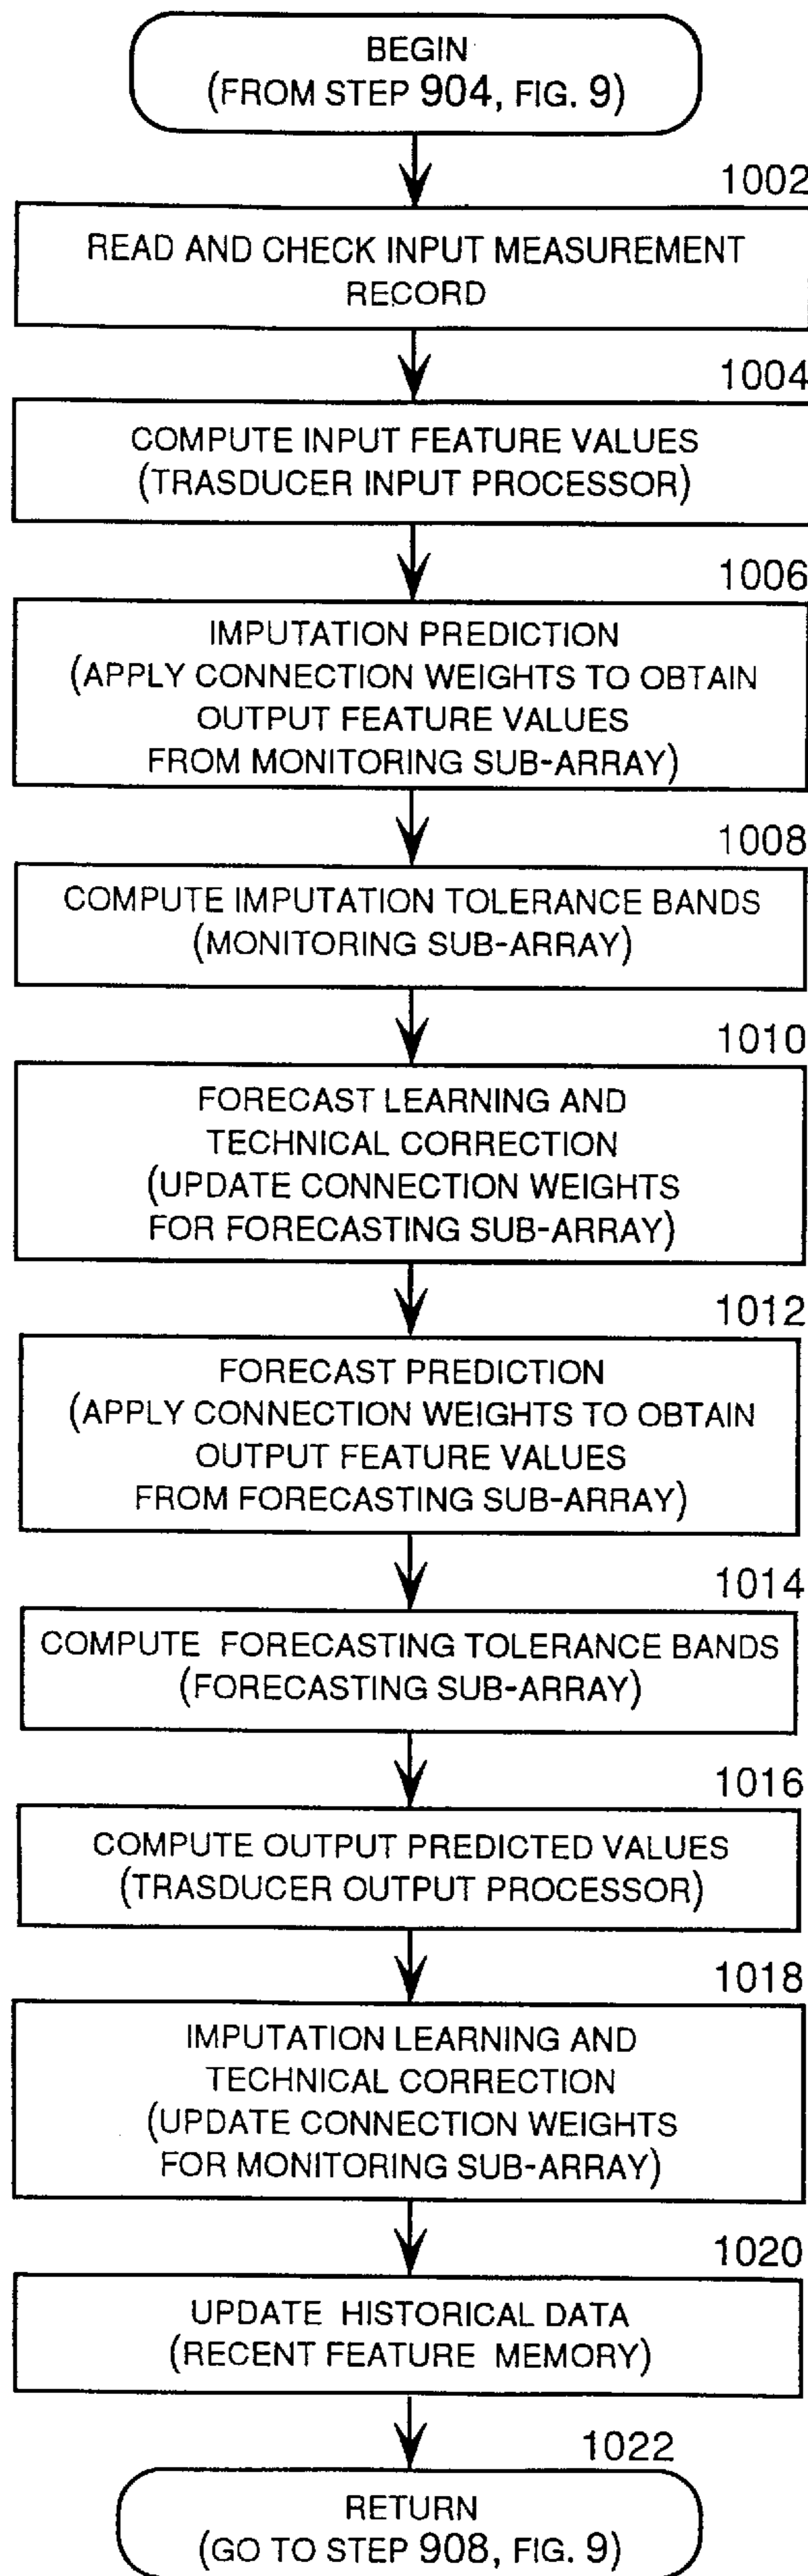 BEGIN
(FROM STEP 904, FIG. 9)
1002
READ AND CHECK INPUT MEASUREMENT
RECORD
1004
COMPUTE INPUT FEATURE VALUES
(TRASDUCER INPUT PROCESSOR)
1006
IMPUTATION PREDICTION
(APPLY CONNECTION WEIGHTS TO OBTAIN
OUTPUT FEATURE VALUES
FROM MONITORING SUB-ARRAY)
1008
COMPUTE IMPUTATION TOLERANCE BANDS
(MONITORING SUB-ARRAY)
1010
FORECAST LEARNING AND
TECHNICAL CORRECTION
(UPDATE CONNECTION WEIGHTS
FOR FORECASTING SUB-ARRAY)
1012
FORECAST PREDICTION
(APPLY CONNECTION WEIGHTS TO OBTAIN
OUTPUT FEATURE VALUES
FROM FORECASTING SUB-ARRAY)
1014
COMPUTE FORECASTING TOLERANCE BANDS
(FORECASTING SUB-ARRAY)
1016
COMPUTE OUTPUT PREDICTED VALUES
(TRASDUCER OUTPUT PROCESSOR)
1018
IMPUTATION LEARNING AND
TECHNICAL CORRECTION
(UPDATE CONNECTION WEIGHTS
FOR MONITORING SUB-ARRAY)
1020
UPDATE HISTORICAL DATA
(RECENT FEATURE MEMORY)
1022
RETURN
(GO TO STEP 908, FIG. 9)